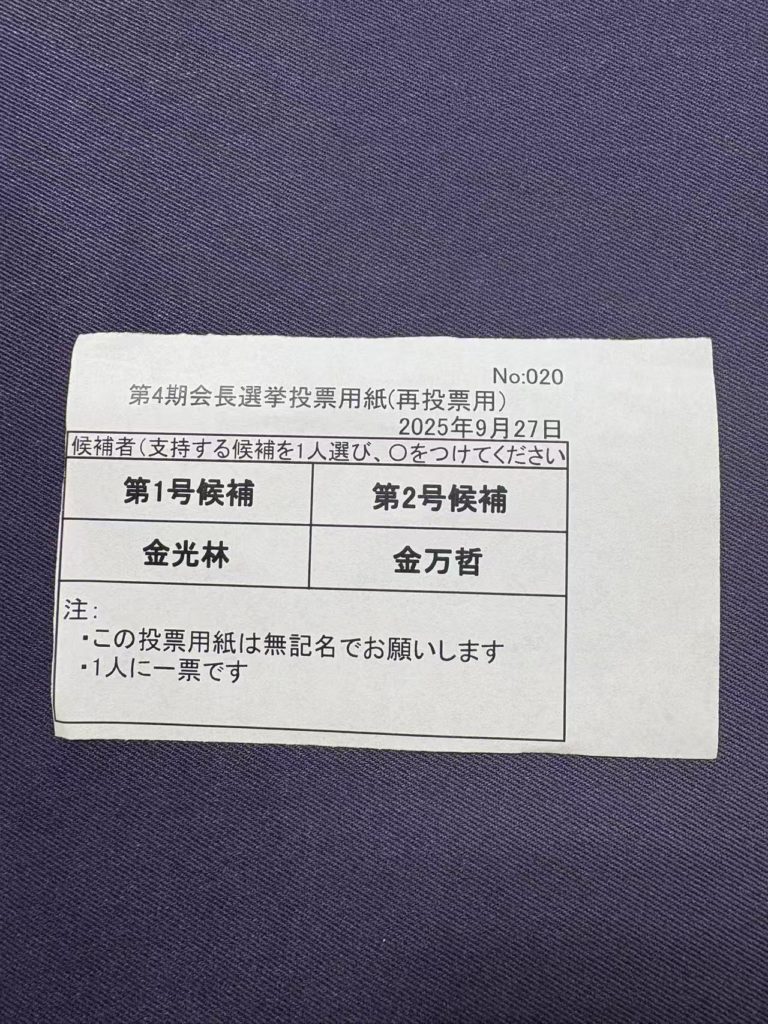 No:020
第4期会長選挙投票用紙(再投票用)
2025年9月27日
候補者(支持する候補を1人選び、〇をつけてください
第1号候補 第2号候補
金光林 金万哲
注:
・この投票用紙は無記名でお願いします
・1人に一票です